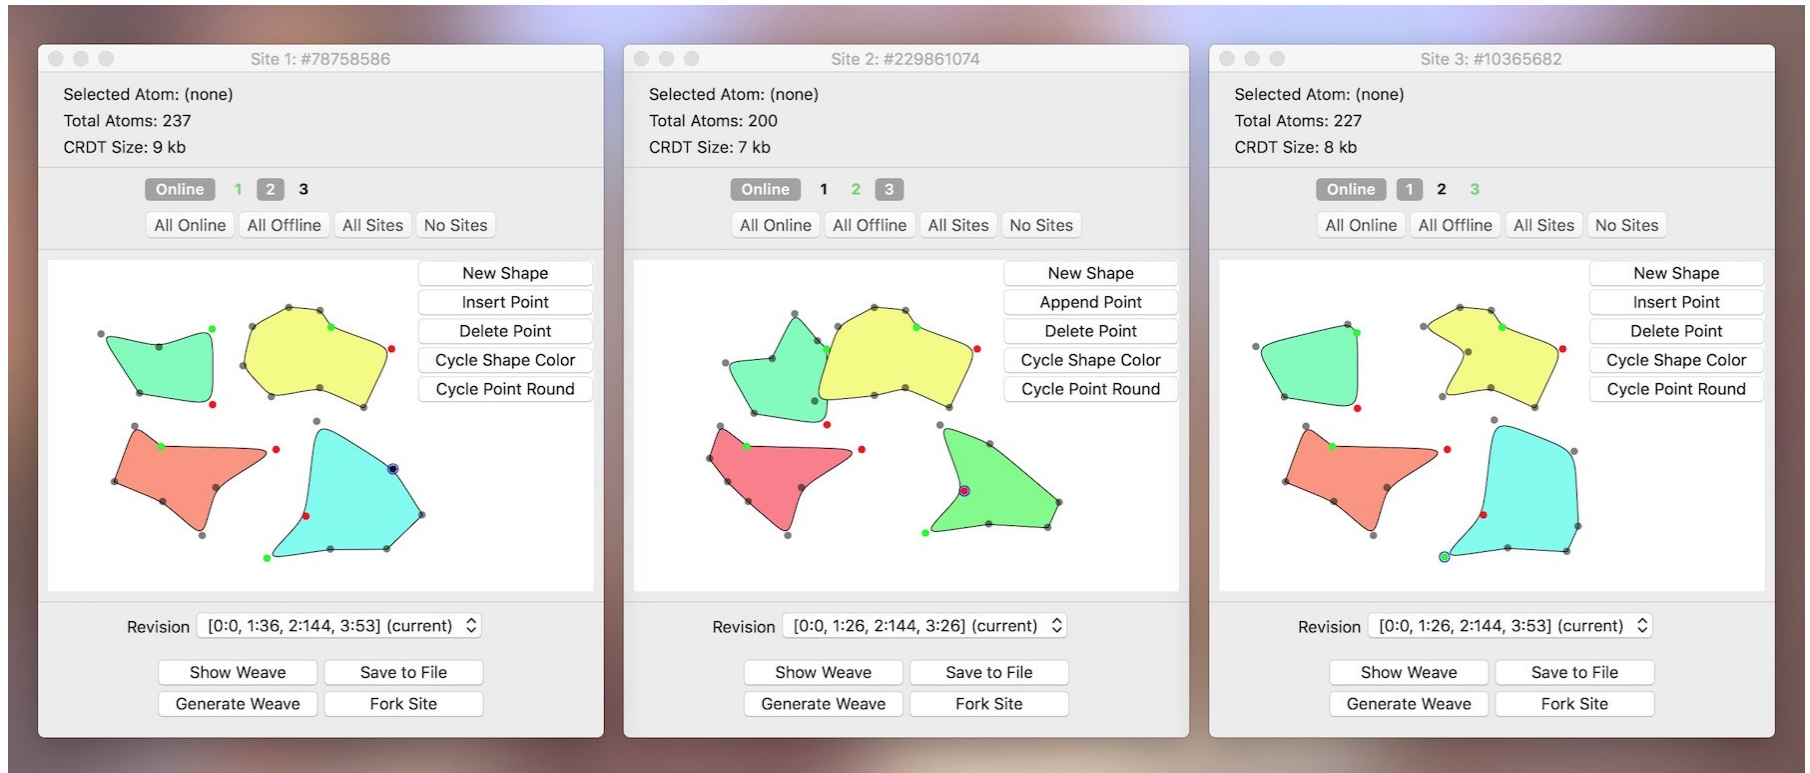 Site 1: #78758586
Selected Atom: (none)
Total Atoms: 237
CRDT Size: 9 kb
Online 1 2 3
All Online All Offline All Sites No Sites
New Shape
Insert Point
Delete Point
Cycle Shape Color
Cycle Point Round
Revision [0:0, 1:36, 2:144, 3:53] (current)
Show Weave Save to File
Generate Weave Fork Site
Site 2: #229861074
Selected Atom: (none)
Total Atoms: 200
CRDT Size: 7 kb
Online 1 2 3
All Online All Offline All Sites No Sites
New Shape
Append Point
Delete Point
Cycle Shape Color
Cycle Point Round
Revision [0:0, 1:26, 2:144, 3:26] (current)
Show Weave Save to File
Generate Weave Fork Site
Site 3: #10365682
Selected Atom: (none)
Total Atoms: 227
CRDT Size: 8 kb
Online 1 2 3
All Online All Offline All Sites No Sites
New Shape
Insert Point
Delete Point
Cycle Shape Color
Cycle Point Round
Revision [0:0, 1:26, 2:144, 3:53] (current)
Show Weave Save to File
Generate Weave Fork Site